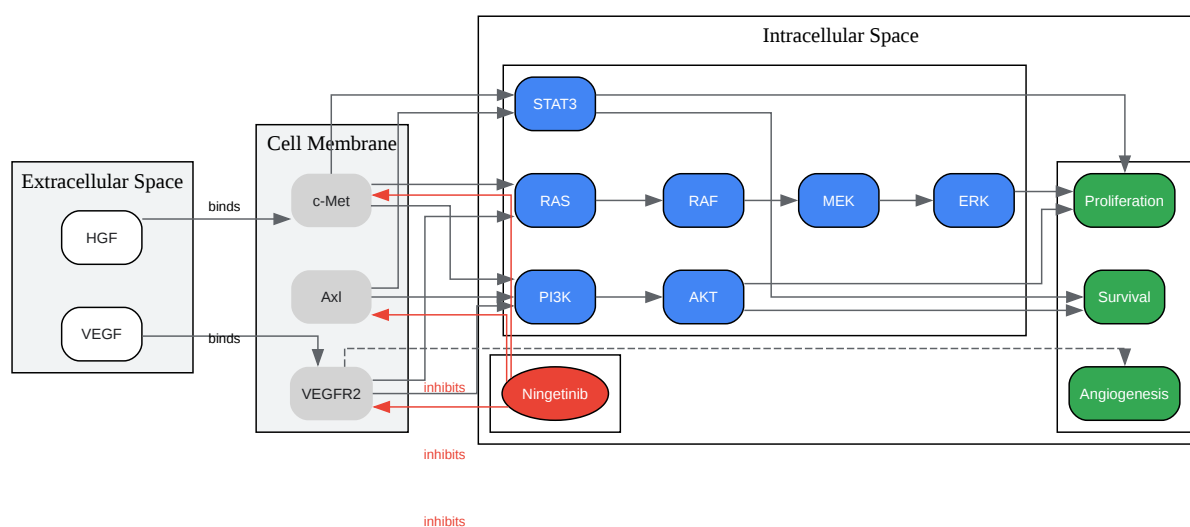 Intracellular Space
STAT3
Cell Membrane
Extracellular Space
c-Met
RAS
RAF
MEK
ERK
Proliferation
binds
HGF
Axl
PI3K
AKT
Survival
VEGF
binds
VEGFR2
inhibits
Ningetinib
Angiogenesis
inhibits
inhibits